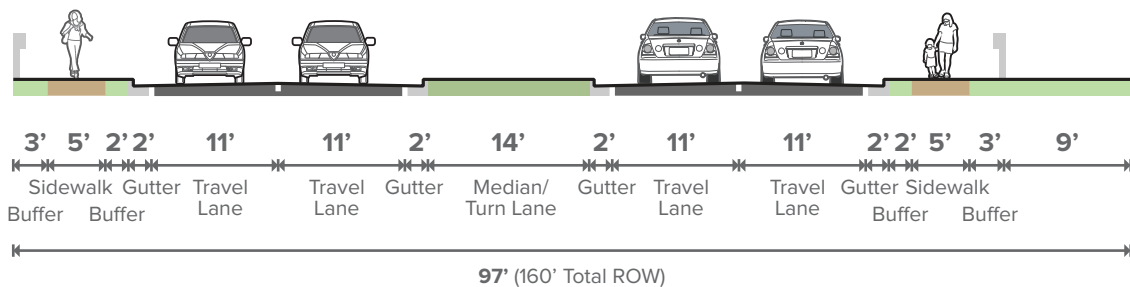 3’ 5’ 2’ 2’ 11’ 11’ 2’ 14’ 2’ 11’ 11’ 2’ 2’ 5’ 3’ 9’
Sidewalk Gutter Travel Lane Travel Lane Gutter Median/ Turn Lane Gutter Travel Lane Travel Lane Gutter Sidewalk
Buffer Buffer Buffer Buffer
97’ (160’ Total ROW)